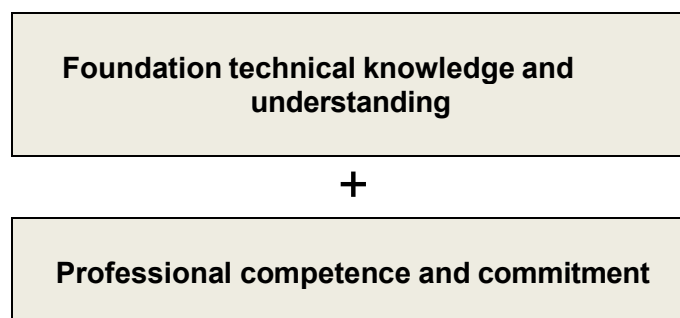 Foundation technical knowledge and
understanding
+
Professional competence and commitment